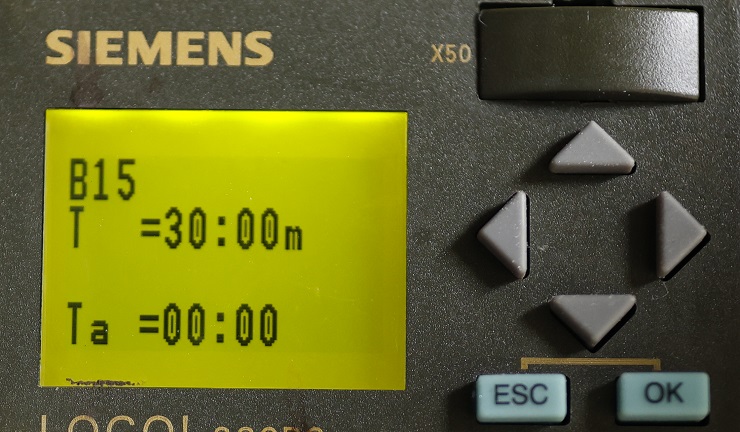 SIEMENS
X50
B15
T =30:00m
Ta =00:00
ESC OK